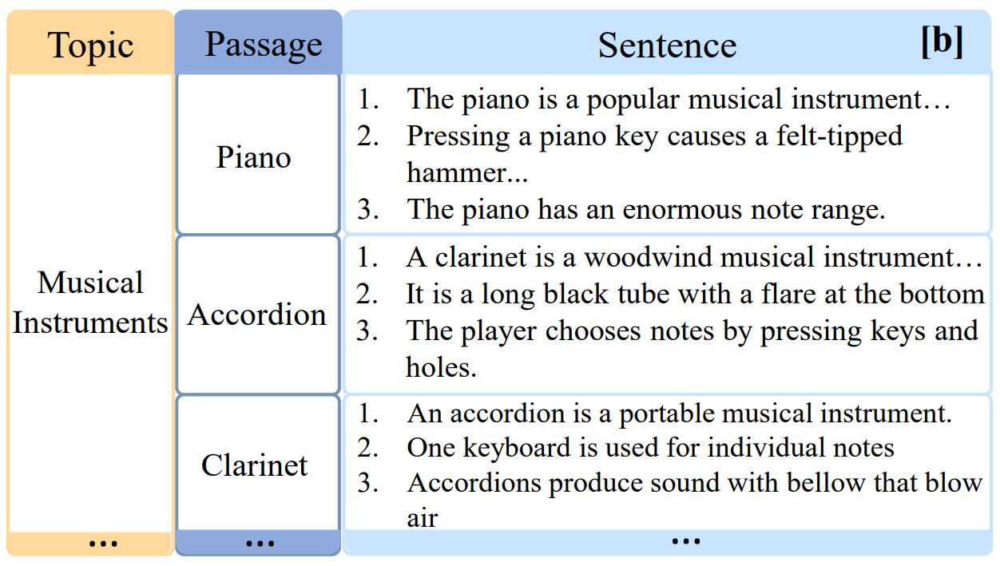 Topic
Passage
Sentence
[b]
Musical
Instruments
Piano
1. The piano is a popular musical instrument…
2. Pressing a piano key causes a felt-tipped
hammer...
3. The piano has an enormous note range.
Accordion
1. A clarinet is a woodwind musical instrument…
2. It is a long black tube with a flare at the bottom
3. The player chooses notes by pressing keys and
holes.
Clarinet
1. An accordion is a portable musical instrument.
2. One keyboard is used for individual notes
3. Accordions produce sound with bellow that blow
air
...
...
...